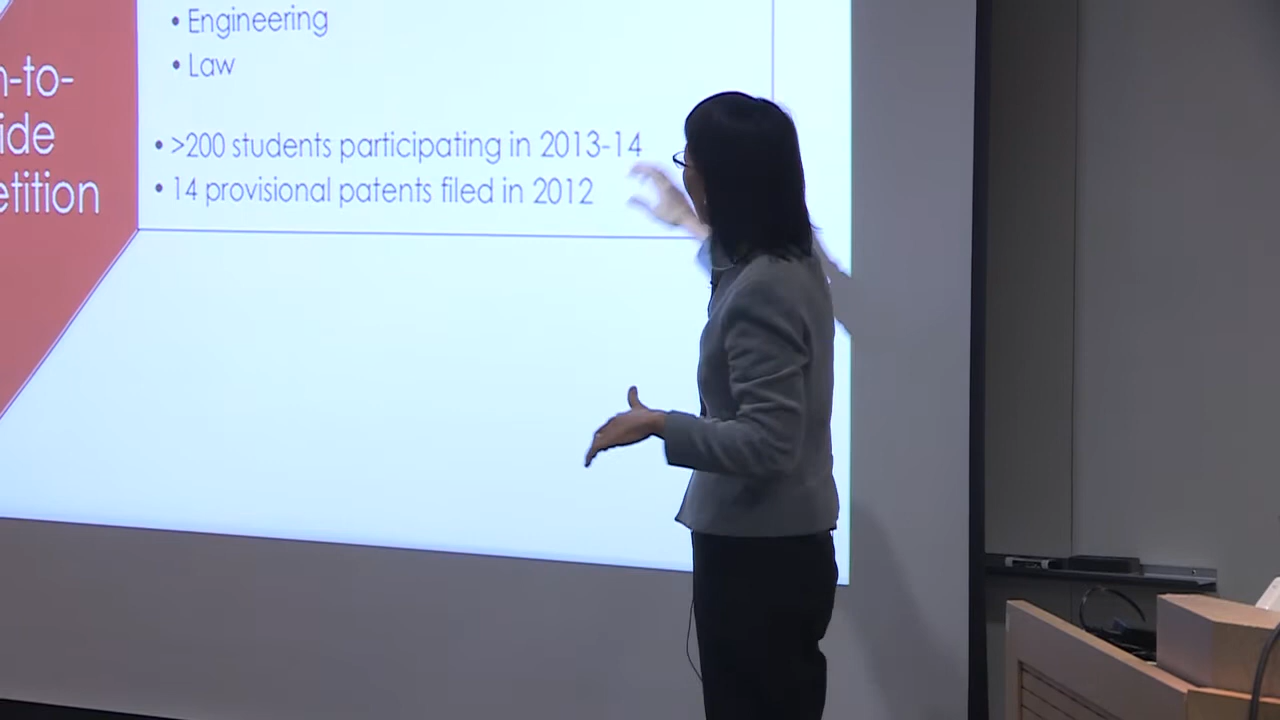 • Engineering
• Law
n-to-
ide
etition
• >200 students participating in 2013-14
• 14 provisional patents filed in 2012